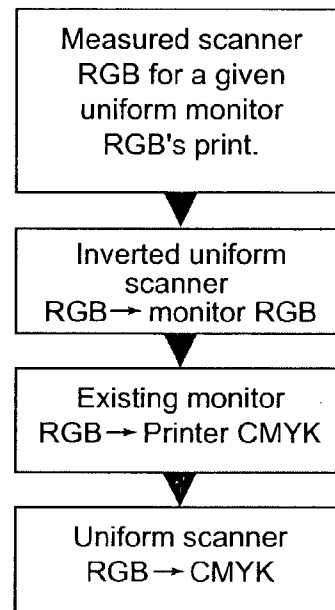 Measured scanner
RGB for a given
uniform monitor
RGB's print.
Inverted uniform
scanner
RGB→ monitor RGB
Existing monitor
RGB→ Printer CMYK
Uniform scanner
RGB→ CMYK